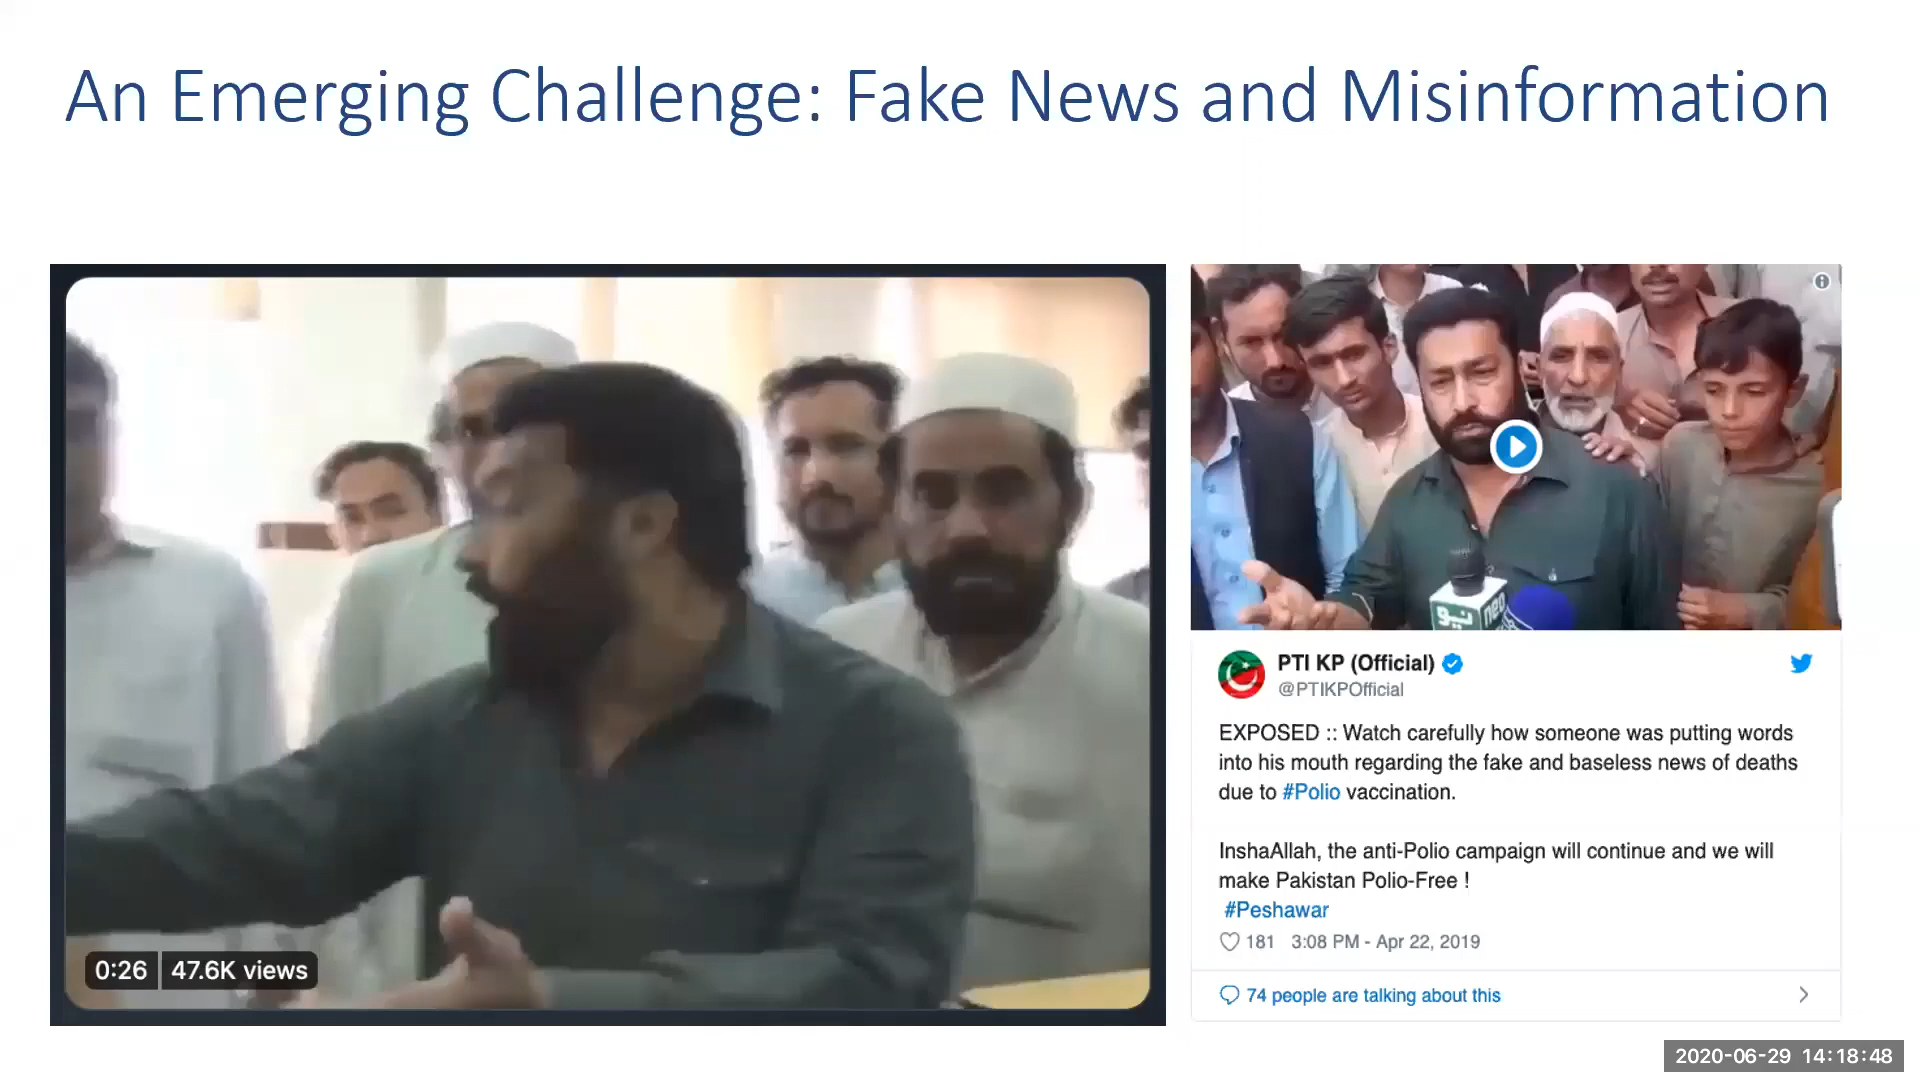 An Emerging Challenge: Fake News and Misinformation
0:26 47.6K views
نیو neo
PTI KP (Official)
@PTIKPOfficial
EXPOSED :: Watch carefully how someone was putting words
into his mouth regarding the fake and baseless news of deaths
due to #Polio vaccination.
InshaAllah, the anti-Polio campaign will continue and we will
make Pakistan Polio-Free !
#Peshawar
181 3:08 PM - Apr 22, 2019
74 people are talking about this
2020-06-29 14:18:48